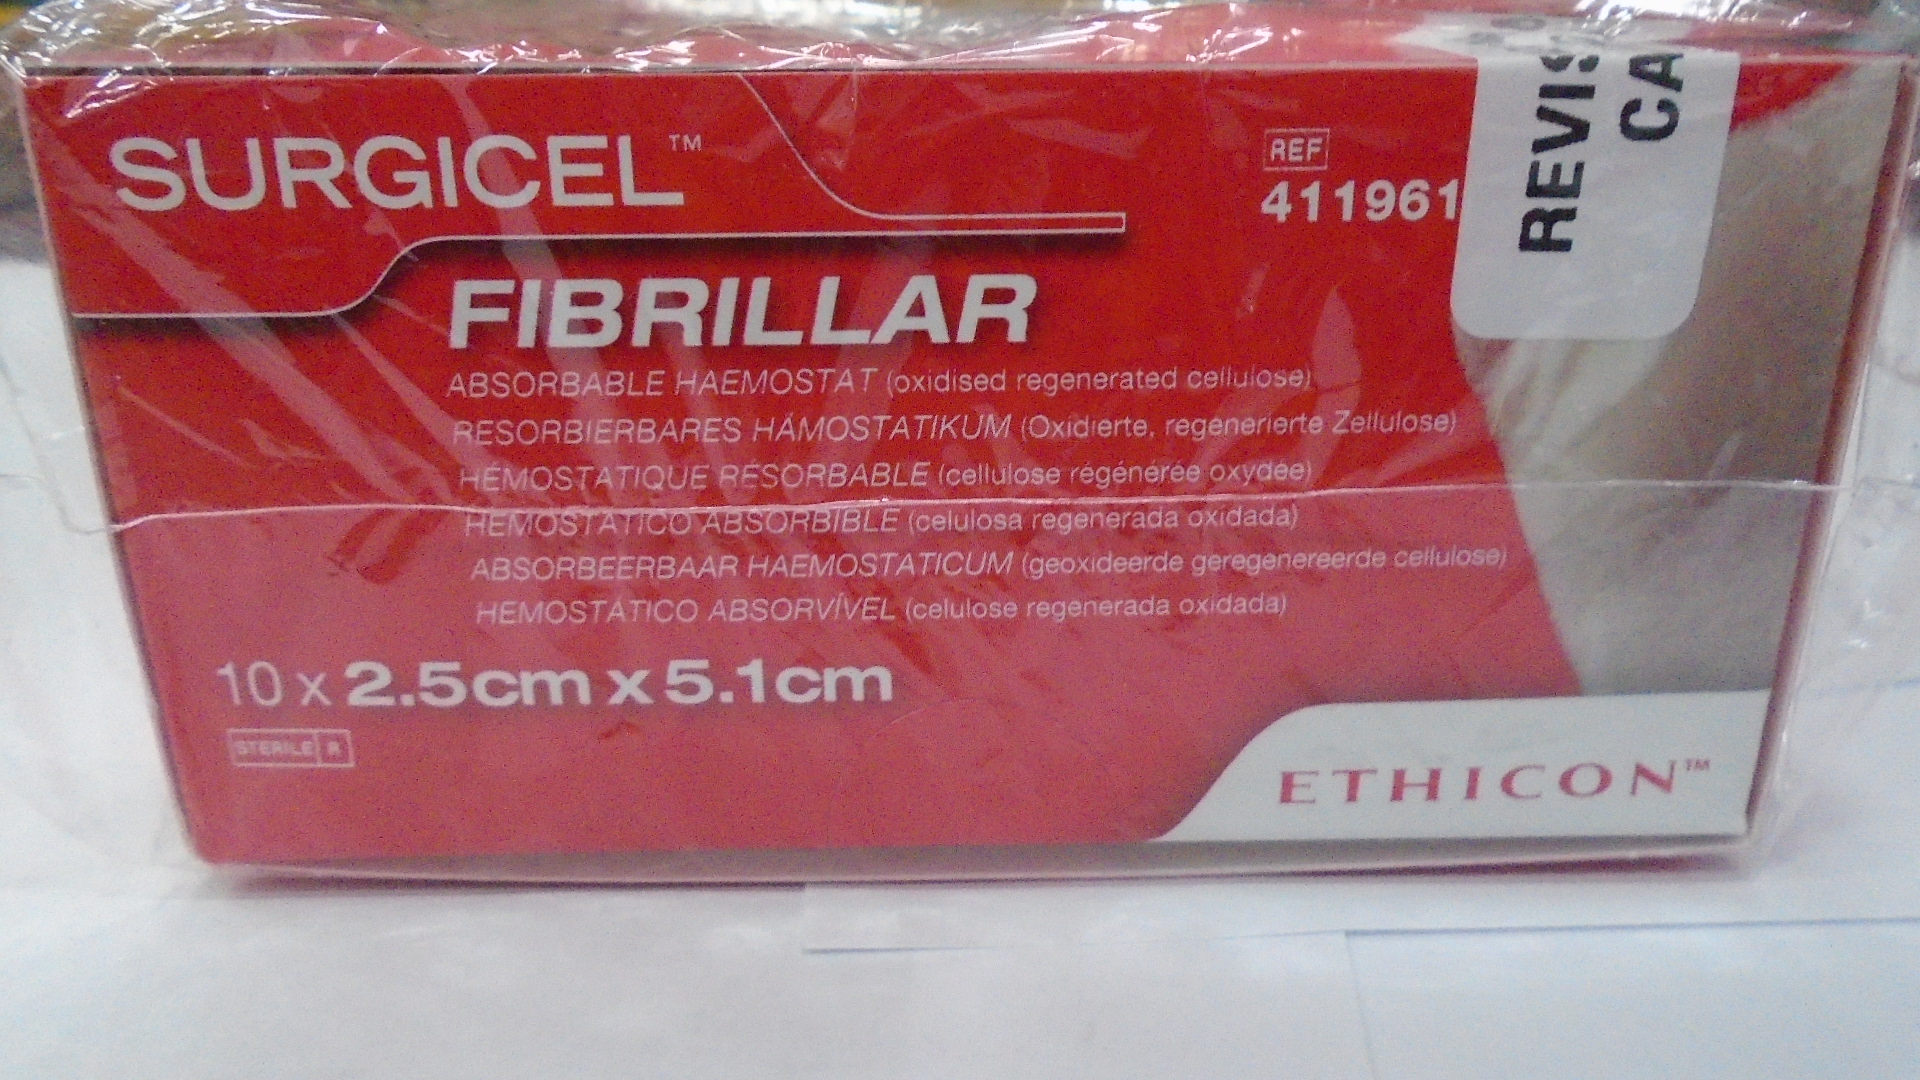 SURGICEL™
REF
411961
FIBRILLAR
ABSORBABLE HAEMOSTAT (oxidised regenerated cellulose)
RESORBIERBARES HÄMOSTATIKUM (Oxidierte, regenerierte Zellulose)
HÉMOSTATIQUE RÉSORBABLE (cellulose régénérée oxydée)
HEMOSTÁTICO ABSORBIBLE (celulosa regenerada oxidada)
ABSORBEERBAAR HAEMOSTATICUM (geoxideerde geregenereerde cellulose)
HEMOSTÁTICO ABSORVÍVEL (celulose regenerada oxidada)
10 x 2.5cm x 5.1cm
STERILE R
ETHICON™
REVIS
CA